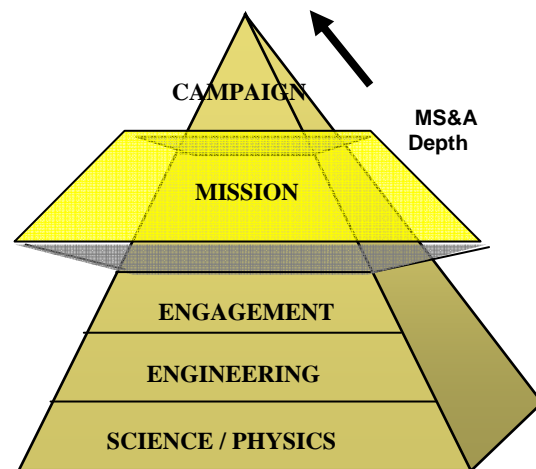 CAMPAIGN
MS&A
Depth
MISSION
ENGAGEMENT
ENGINEERING
SCIENCE / PHYSICS